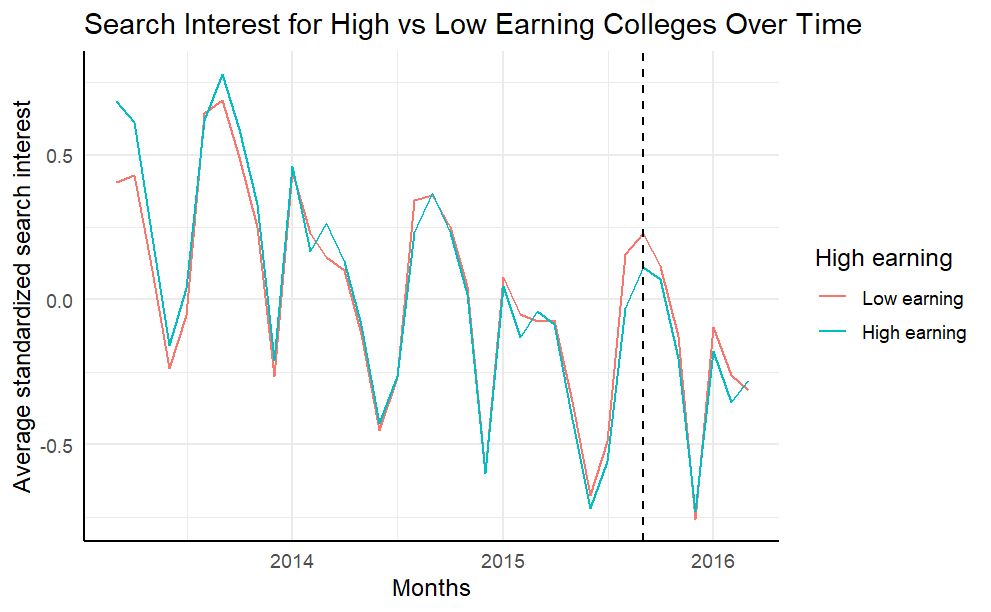 Search Interest for High vs Low Earning Colleges Over Time
Average standardized search interest
0.5
0.0
-0.5
2014
2015
2016
Months
High earning
Low earning
High earning